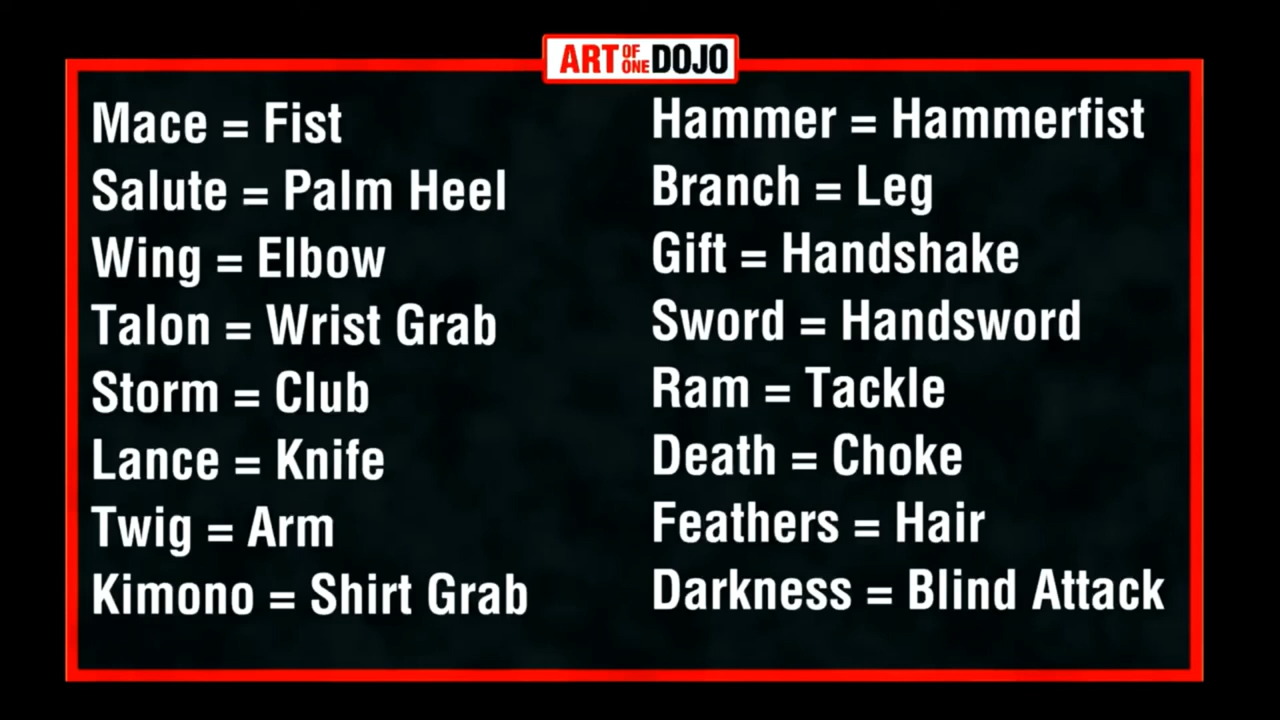 ART OF ONE DOJO
Mace = Fist
Salute = Palm Heel
Wing = Elbow
Talon = Wrist Grab
Storm = Club
Lance = Knife
Twig = Arm
Kimono = Shirt Grab
Hammer = Hammerfist
Branch = Leg
Gift = Handshake
Sword = Handsword
Ram = Tackle
Death = Choke
Feathers = Hair
Darkness = Blind Attack